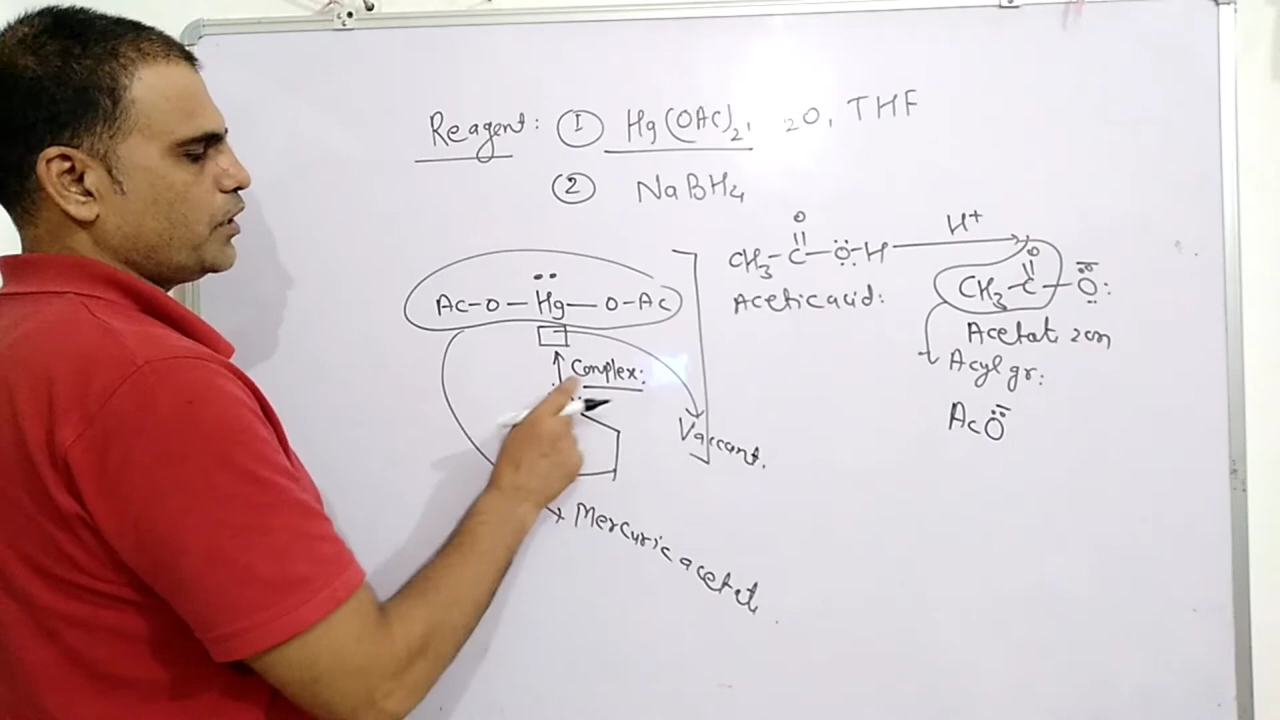 Reagent: ① Hg(OAc)2, 2O, THF
② NaBH4
Ac-O-Hg-O-Ac
Complex:
Vaccant.
Mercuric acetat
CH3-C-O-H
O
H+
Acetic acid:
CH3-C-O:
O
Acetat ion
Acyl gr:
AcO